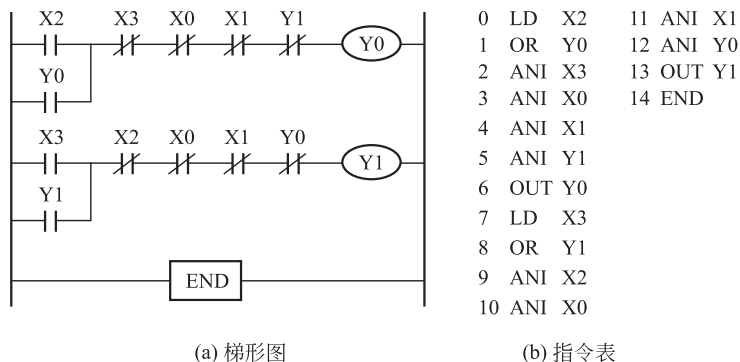 X2 X3 X0 X1 Y1
Y0
Y0
X3 X2 X0 X1 Y0
Y1
Y1
END
(a) 梯形图
0 LD X2
1 OR Y0
2 ANI X3
3 ANI X0
4 ANI X1
5 ANI Y1
6 OUT Y0
7 LD X3
8 OR Y1
9 ANI X2
10 ANI X0
11 ANI X1
12 ANI Y0
13 OUT Y1
14 END
(b) 指令表